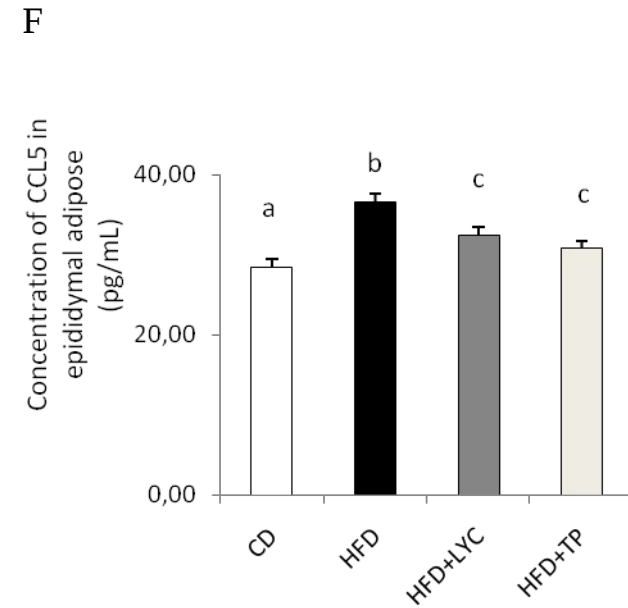 F
Concentration of CCL5 in
epididymal adipose
(pg/mL)
40,00
20,00
0,00
a
b
c
c
CD
HFD
HFD+LYC
HFD+TP